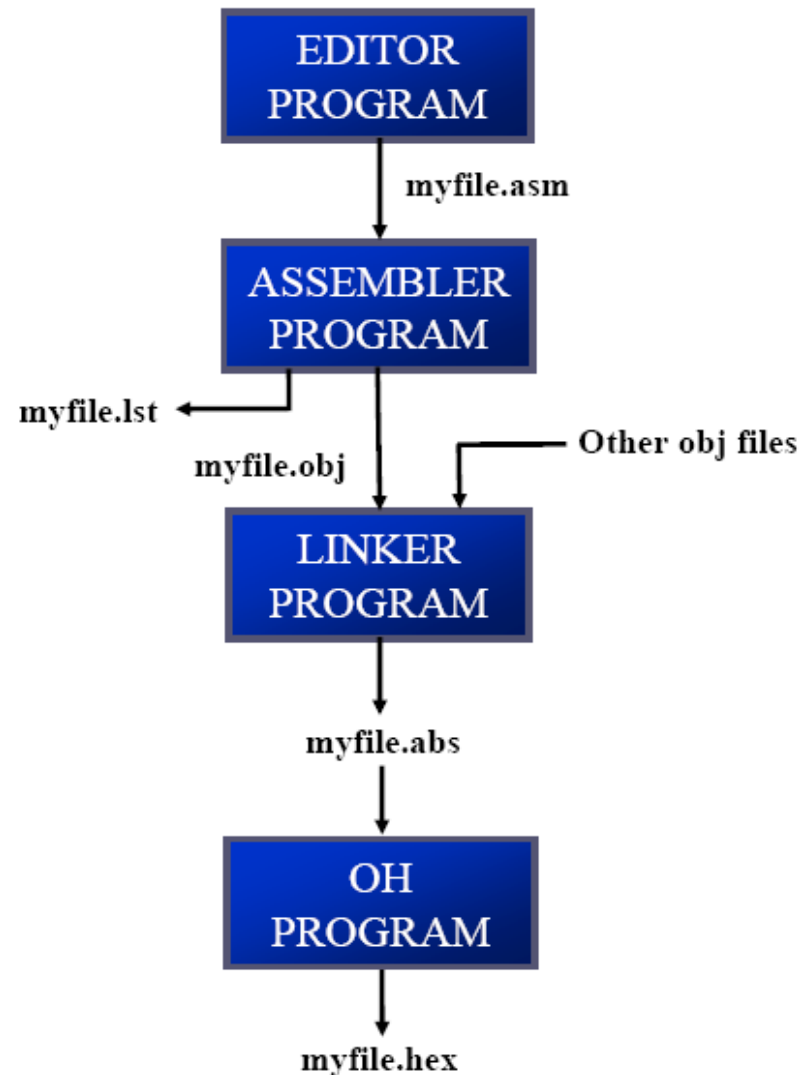 EDITOR
PROGRAM
myfile.asm
ASSEMBLER
PROGRAM
myfile.lst
myfile.obj
Other obj files
LINKER
PROGRAM
myfile.abs
OH
PROGRAM
myfile.hex